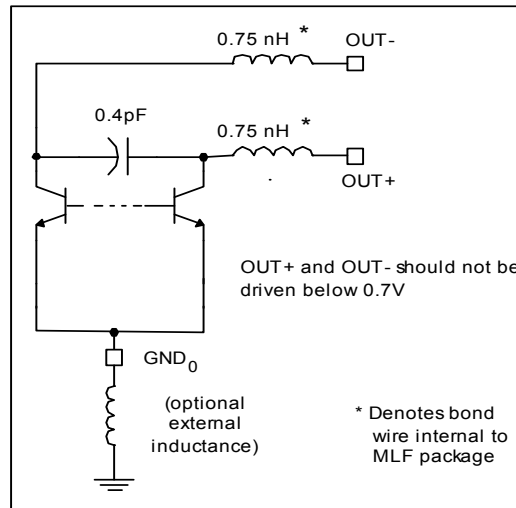 0.75 nH *
OUT-
0.4pF
0.75 nH *
OUT+
OUT+ and OUT- should not be
driven below 0.7V
GND0
(optional
external
inductance)
* Denotes bond
wire internal to
MLF package